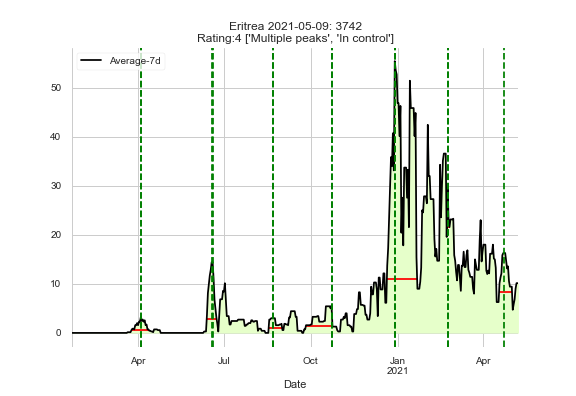 Eritrea 2021-05-09: 3742
Rating:4 ['Multiple peaks', 'In control']
Average-7d
50
40
30
20
10
0
Apr
Jul
Oct
Jan
2021
Apr
Date